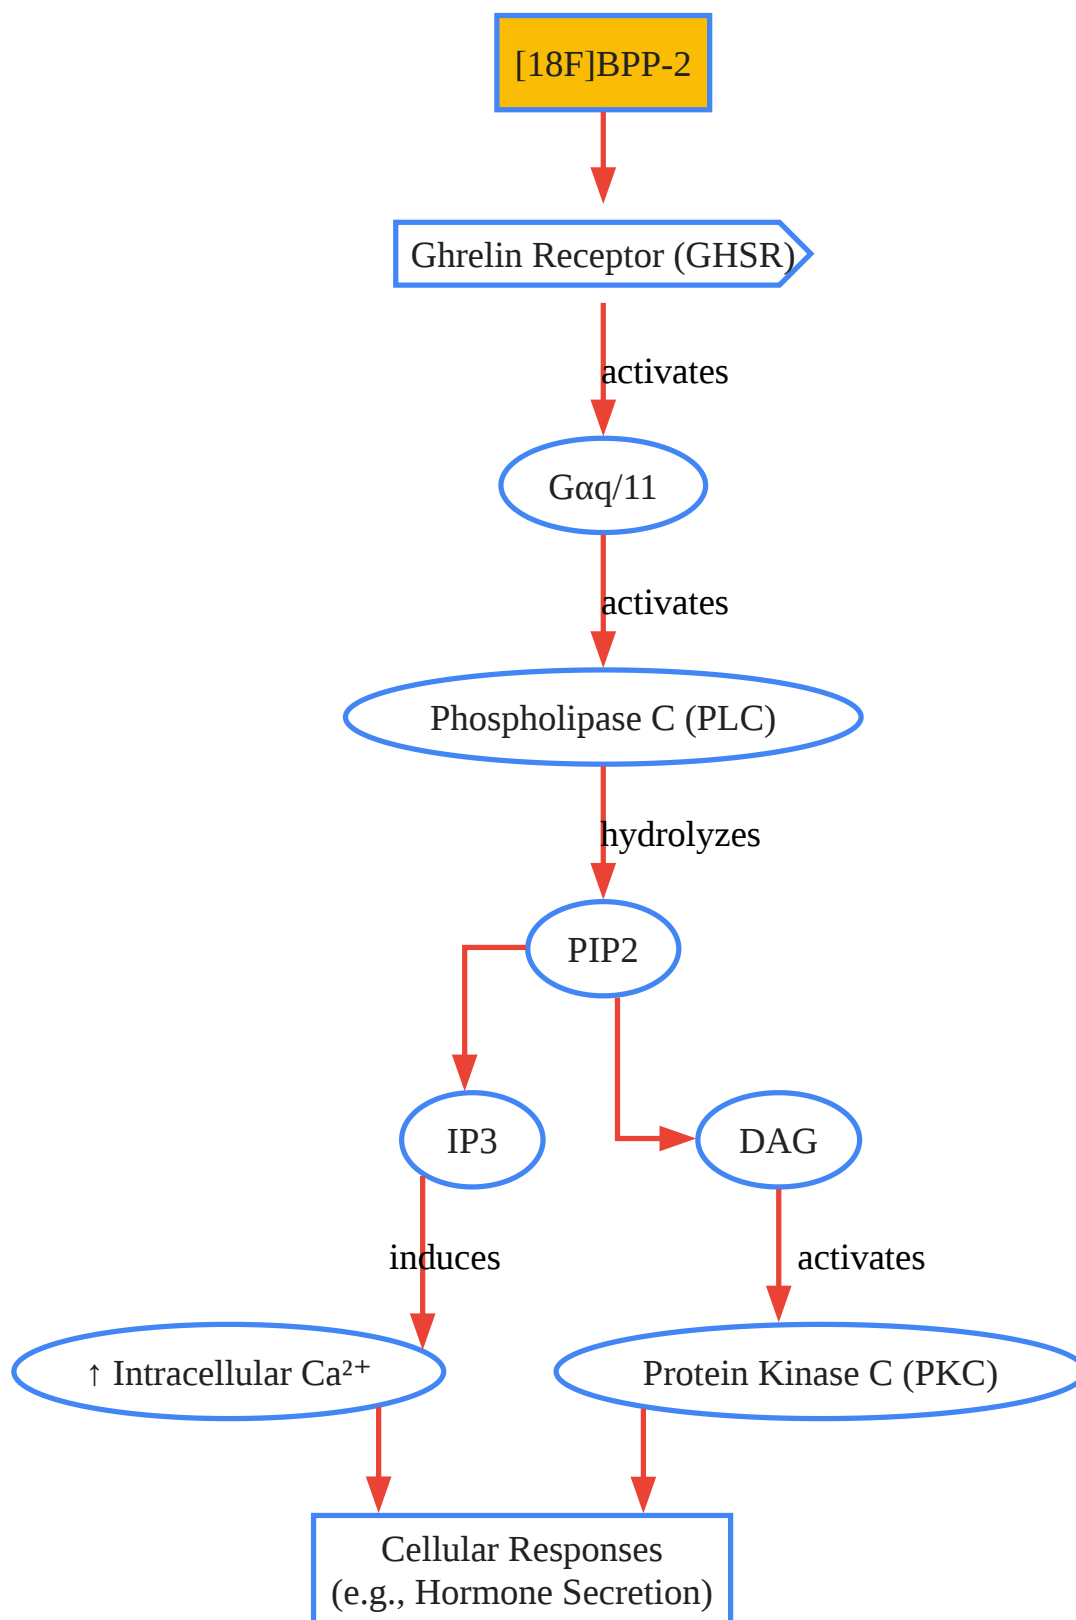 [18F]BPP-2
Ghrelin Receptor (GHSR)
activates
Gαq/11
activates
Phospholipase C (PLC)
hydrolyzes
PIP2
IP3
DAG
induces
activates
↑ Intracellular Ca²⁺
Protein Kinase C (PKC)
Cellular Responses
(e.g., Hormone Secretion)